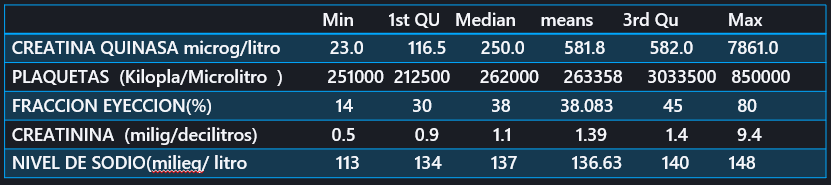 Min 1st QU Median means 3rd Qu Max
CREATINA QUINASA microg/litro 23.0 116.5 250.0 581.8 582.0 7861.0
PLAQUETAS (Kilopla/Microlitro ) 251000 212500 262000 263358 3033500 850000
FRACCION EYECCION(%) 14 30 38 38.083 45 80
CREATININA (milig/decilitros) 0.5 0.9 1.1 1.39 1.4 9.4
NIVEL DE SODIO(milieq/ litro 113 134 137 136.63 140 148